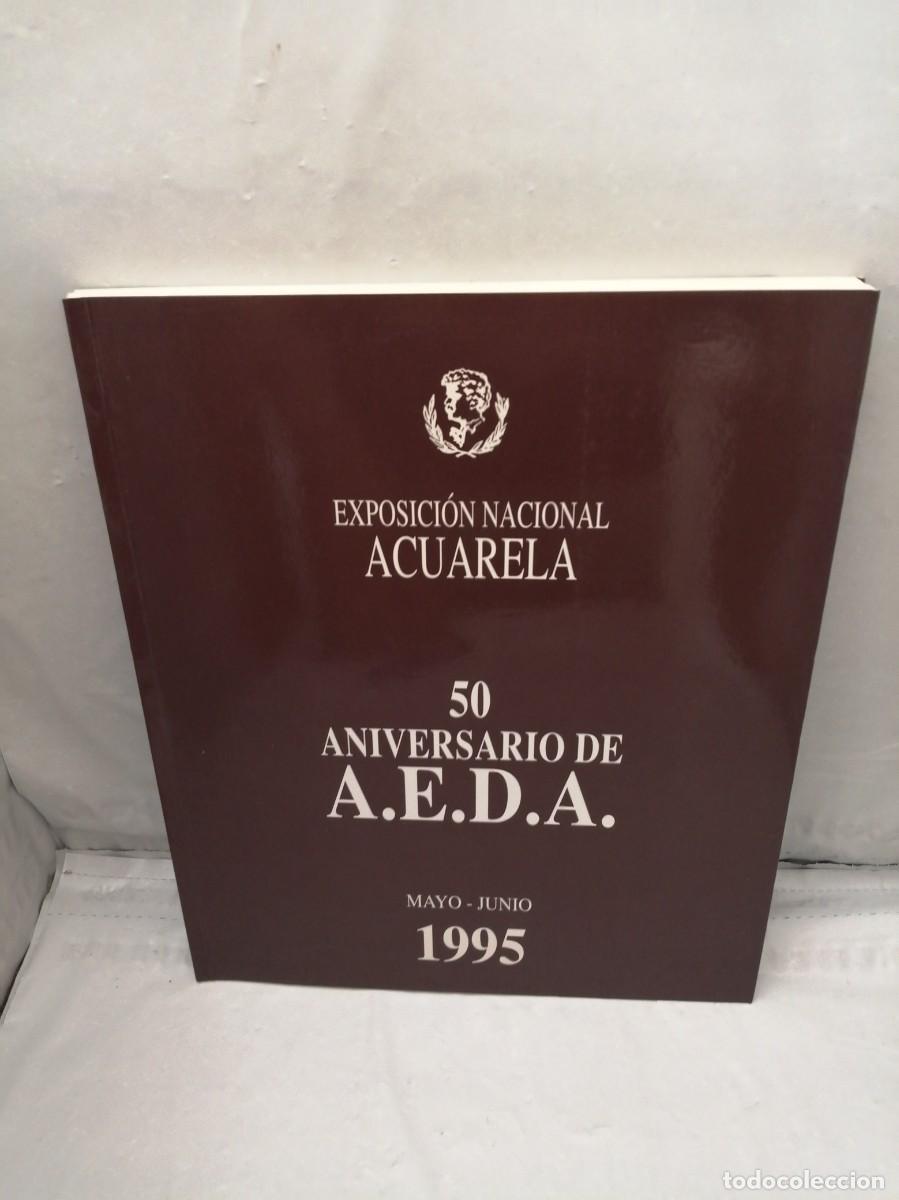 EXPOSICIÓN NACIONAL
ACUARELA
50
ANIVERSARIO DE
A.E.D.A.
MAYO - JUNIO
1995
todocoleccion